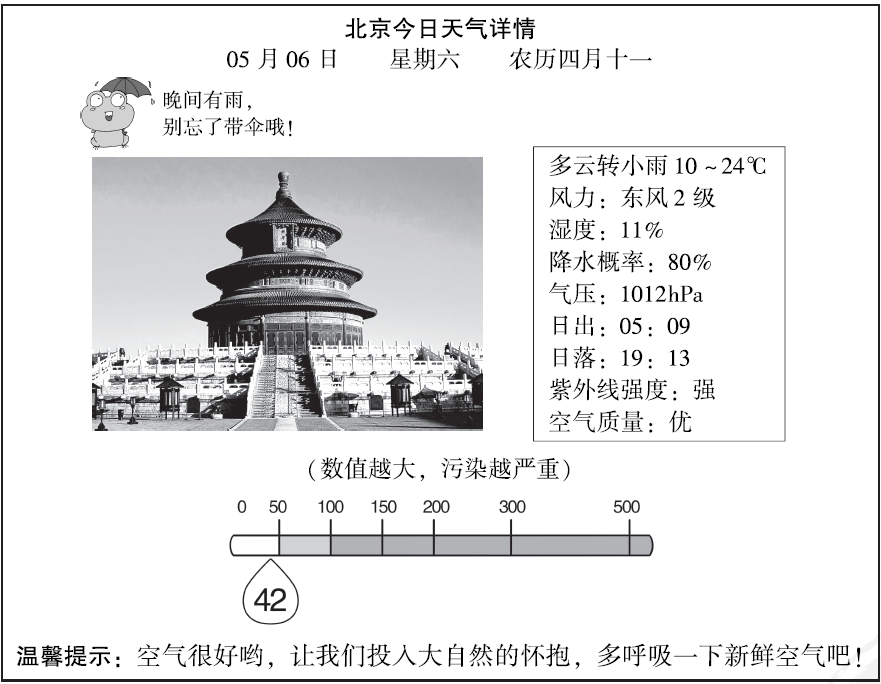 北京今日天气详情
05 月 06 日 星期六 农历四月十一
晚间有雨，
别忘了带伞哦！
多云转小雨 10 ~ 24℃
风力：东风 2 级
湿度：11%
降水概率：80%
气压：1012hPa
日出：05：09
日落：19：13
紫外线强度：强
空气质量：优
（数值越大，污染越严重）
0 50 100 150 200 300 500
42
温馨提示：空气很好哟，让我们投入大自然的怀抱，多呼吸一下新鲜空气吧！